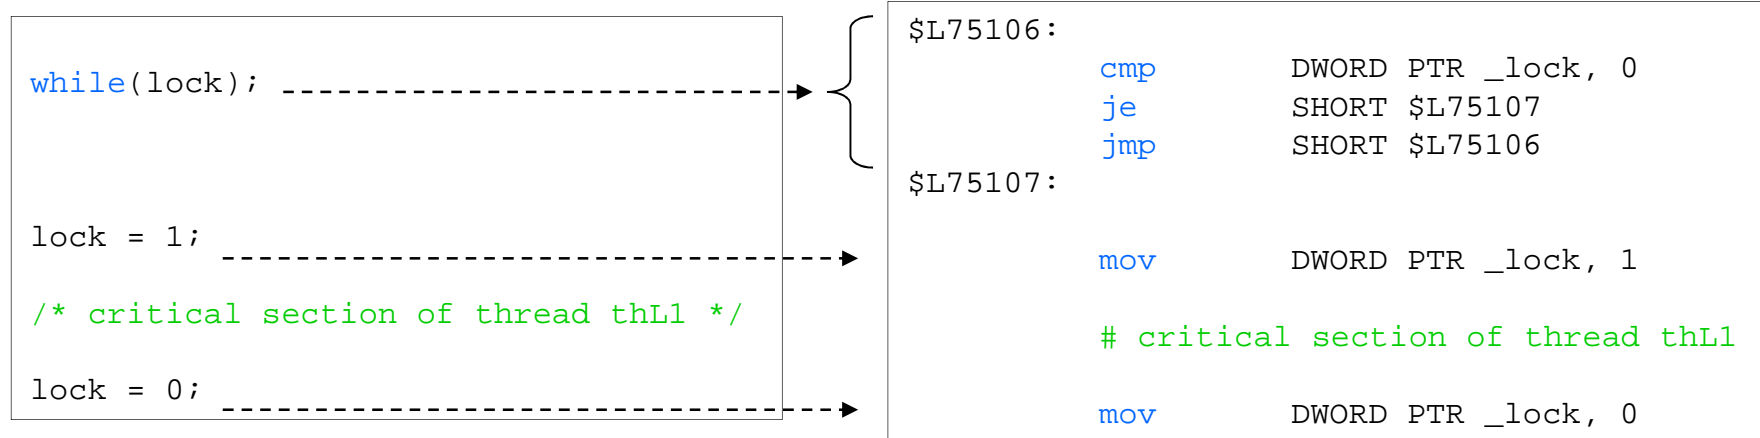 while(lock);
lock = 1;
/* critical section of thread thL1 */
lock = 0;
$L75106:
cmp DWORD PTR _lock, 0
je SHORT $L75107
jmp SHORT $L75106
$L75107:
mov DWORD PTR _lock, 1
# critical section of thread thL1
mov DWORD PTR _lock, 0